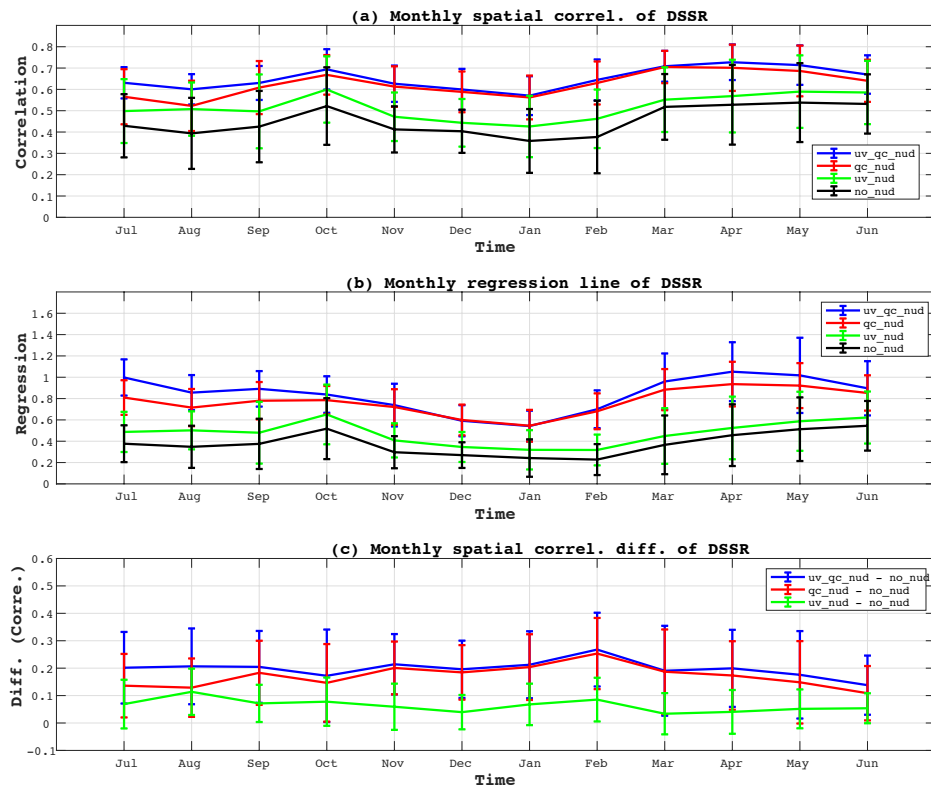 (a) Monthly spatial correl. of DSSR
Correlation
0.8
0.7
0.6
0.5
0.4
0.3
0.2
0.1
0
uv_qc_nud
qc_nud
uv_nud
no_nud
Jul Aug Sep Oct Nov Dec Jan Feb Mar Apr May Jun
Time
(b) Monthly regression line of DSSR
Regression
1.6
1.4
1.2
1
0.8
0.6
0.4
0.2
0
uv_qc_nud
qc_nud
uv_nud
no_nud
Jul Aug Sep Oct Nov Dec Jan Feb Mar Apr May Jun
Time
(c) Monthly spatial correl. diff. of DSSR
Diff. (Corre.)
0.6
0.5
0.4
0.3
0.2
0.1
0
-0.1
uv_qc_nud - no_nud
qc_nud - no_nud
uv_nud - no_nud
Jul Aug Sep Oct Nov Dec Jan Feb Mar Apr May Jun
Time